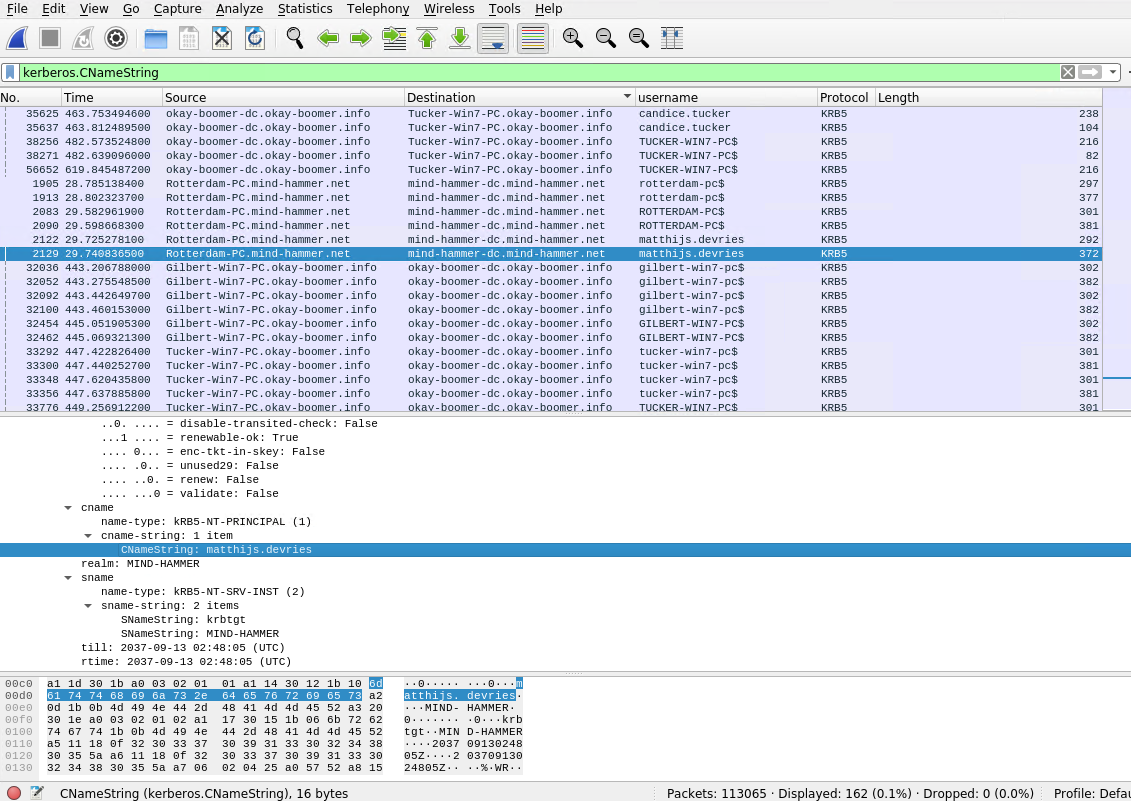 File Edit View Go Capture Analyze Statistics Telephony Wireless Tools Help
kerberos.CNameString
No. Time Source Destination username Protocol Length
35625 463.753494600 okay-boomer-dc.okay-boomer.info Tucker-Win7-PC.okay-boomer.info candice.tucker KRB5 238
35637 463.812489500 okay-boomer-dc.okay-boomer.info Tucker-Win7-PC.okay-boomer.info candice.tucker KRB5 104
38256 482.573524800 okay-boomer-dc.okay-boomer.info Tucker-Win7-PC.okay-boomer.info TUCKER-WIN7-PC$ KRB5 216
38271 482.639096000 okay-boomer-dc.okay-boomer.info Tucker-Win7-PC.okay-boomer.info TUCKER-WIN7-PC$ KRB5 82
56652 619.845487200 okay-boomer-dc.okay-boomer.info Tucker-Win7-PC.okay-boomer.info TUCKER-WIN7-PC$ KRB5 216
1905 28.785138400 Rotterdam-PC.mind-hammer.net mind-hammer-dc.mind-hammer.net rotterdam-pc$ KRB5 297
1913 28.802323700 Rotterdam-PC.mind-hammer.net mind-hammer-dc.mind-hammer.net rotterdam-pc$ KRB5 377
2083 29.582961900 Rotterdam-PC.mind-hammer.net mind-hammer-dc.mind-hammer.net ROTTERDAM-PC$ KRB5 301
2090 29.598668300 Rotterdam-PC.mind-hammer.net mind-hammer-dc.mind-hammer.net ROTTERDAM-PC$ KRB5 381
2122 29.725278100 Rotterdam-PC.mind-hammer.net mind-hammer-dc.mind-hammer.net matthijs.devries KRB5 292
2129 29.740836500 Rotterdam-PC.mind-hammer.net mind-hammer-dc.mind-hammer.net matthijs.devries KRB5 372
32036 443.206788000 Gilbert-Win7-PC.okay-boomer.info okay-boomer-dc.okay-boomer.info gilbert-win7-pc$ KRB5 302
32052 443.275548500 Gilbert-Win7-PC.okay-boomer.info okay-boomer-dc.okay-boomer.info gilbert-win7-pc$ KRB5 382
32092 443.442649700 Gilbert-Win7-PC.okay-boomer.info okay-boomer-dc.okay-boomer.info gilbert-win7-pc$ KRB5 302
32100 443.460153000 Gilbert-Win7-PC.okay-boomer.info okay-boomer-dc.okay-boomer.info gilbert-win7-pc$ KRB5 382
32454 445.051905300 Gilbert-Win7-PC.okay-boomer.info okay-boomer-dc.okay-boomer.info GILBERT-WIN7-PC$ KRB5 302
32462 445.069321300 Gilbert-Win7-PC.okay-boomer.info okay-boomer-dc.okay-boomer.info GILBERT-WIN7-PC$ KRB5 382
33292 447.422826400 Tucker-Win7-PC.okay-boomer.info okay-boomer-dc.okay-boomer.info tucker-win7-pc$ KRB5 301
33300 447.440252700 Tucker-Win7-PC.okay-boomer.info okay-boomer-dc.okay-boomer.info tucker-win7-pc$ KRB5 381
33348 447.620435800 Tucker-Win7-PC.okay-boomer.info okay-boomer-dc.okay-boomer.info tucker-win7-pc$ KRB5 301
33356 447.637885800 Tucker-Win7-PC.okay-boomer.info okay-boomer-dc.okay-boomer.info tucker-win7-pc$ KRB5 381
33776 449.256912200 Tucker-Win7-PC.okay-boomer.info okay-boomer-dc.okay-boomer.info TUCKER-WIN7-PC$ KRB5 301
..0. .... = disable-transited-check: False
...1 .... = renewable-ok: True
.... 0... = enc-tkt-in-skey: False
.... .0.. = unused29: False
.... ..0. = renew: False
.... ...0 = validate: False
cname
name-type: kRB5-NT-PRINCIPAL (1)
cname-string: 1 item
CNameString: matthijs.devries
realm: MIND-HAMMER
sname
name-type: kRB5-NT-SRV-INST (2)
sname-string: 2 items
SNameString: krbtgt
SNameString: MIND-HAMMER
till: 2037-09-13 02:48:05 (UTC)
rtime: 2037-09-13 02:48:05 (UTC)
00c0 a1 1d 30 1b a0 03 02 01 01 a1 14 30 12 1b 10 6d ··0····· ···0···m
00d0 61 74 74 68 69 6a 73 2e 64 65 76 72 69 65 73 a2 atthijs. devries·
00e0 0d 1b 0b 4d 49 4e 44 2d 48 41 4d 4d 45 52 a3 20 ···MIND- HAMMER· 
00f0 30 1e a0 03 02 01 02 a1 17 30 15 1b 06 6b 72 62 0······· ·0···krb
0100 74 67 74 1b 0b 4d 49 4e 44 2d 48 41 4d 4d 45 52 tgt··MIN D-HAMMER
0110 a5 11 18 0f 32 30 33 37 30 39 31 33 30 32 34 38 ····2037 09130248
0120 30 35 5a a6 11 18 0f 32 30 33 37 30 39 31 33 30 05Z····2 03709130
0130 32 34 38 30 35 5a a7 06 02 04 25 a0 57 52 a8 15 24805Z·· ··%·WR··
CNameString (kerberos.CNameString), 16 bytes Packets: 113065 · Displayed: 162 (0.1%) · Dropped: 0 (0.0%) Profile: Defau